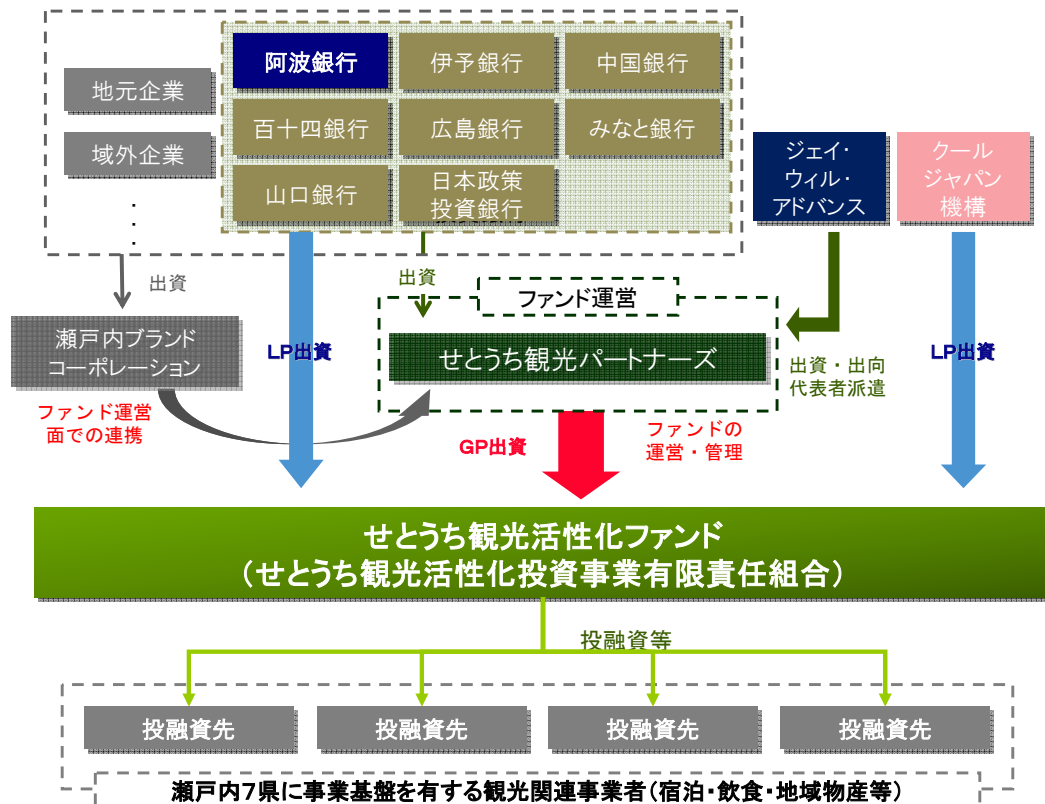 阿波銀行
伊予銀行
中国銀行
地元企業
百十四銀行
広島銀行
みなと銀行
域外企業
ジェイ・
ウィル・
アドバンス
クール
ジャパン
機構
山口銀行
日本政策
投資銀行
・
・
・
出資
出資
ファンド運営
瀬戸内ブランド
コーポレーション
LP出資
せとうち観光パートナーズ
出資・出向
代表者派遣
LP出資
ファンド運営
面での連携
GP出資
ファンドの
運営・管理
せとうち観光活性化ファンド
（せとうち観光活性化投資事業有限責任組合）
投融資等
投融資先
投融資先
投融資先
投融資先
瀬戸内7県に事業基盤を有する観光関連事業者(宿泊・飲食・地域物産等)